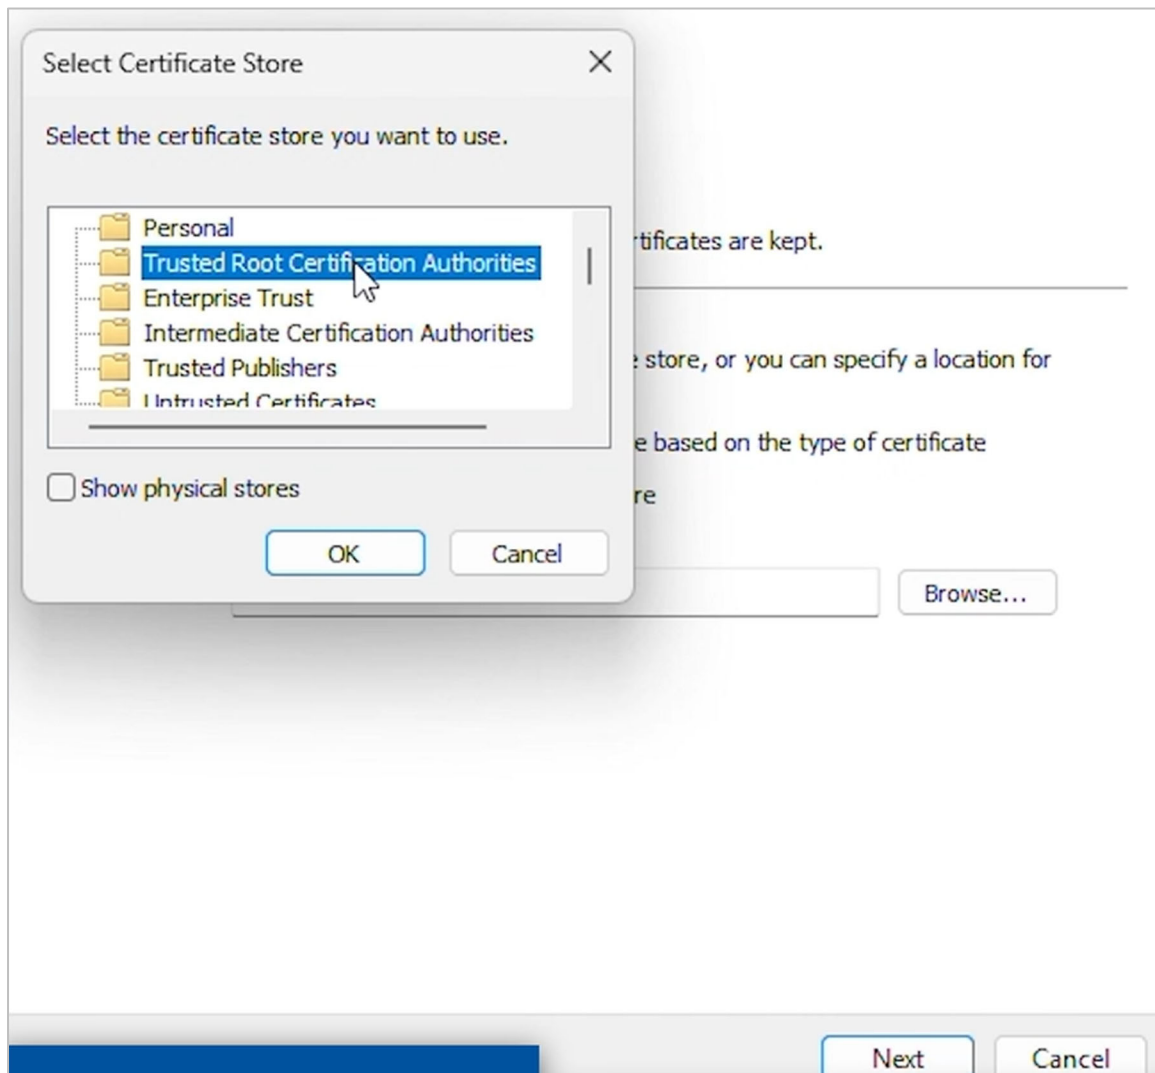 Select Certificate Store
Select the certificate store you want to use.
Personal
Trusted Root Certification Authorities
Enterprise Trust
Intermediate Certification Authorities
Trusted Publishers
Untrusted Certificates
Show physical stores
OK Cancel
tificates are kept.
store, or you can specify a location for
e based on the type of certificate
re
Browse...
Next Cancel